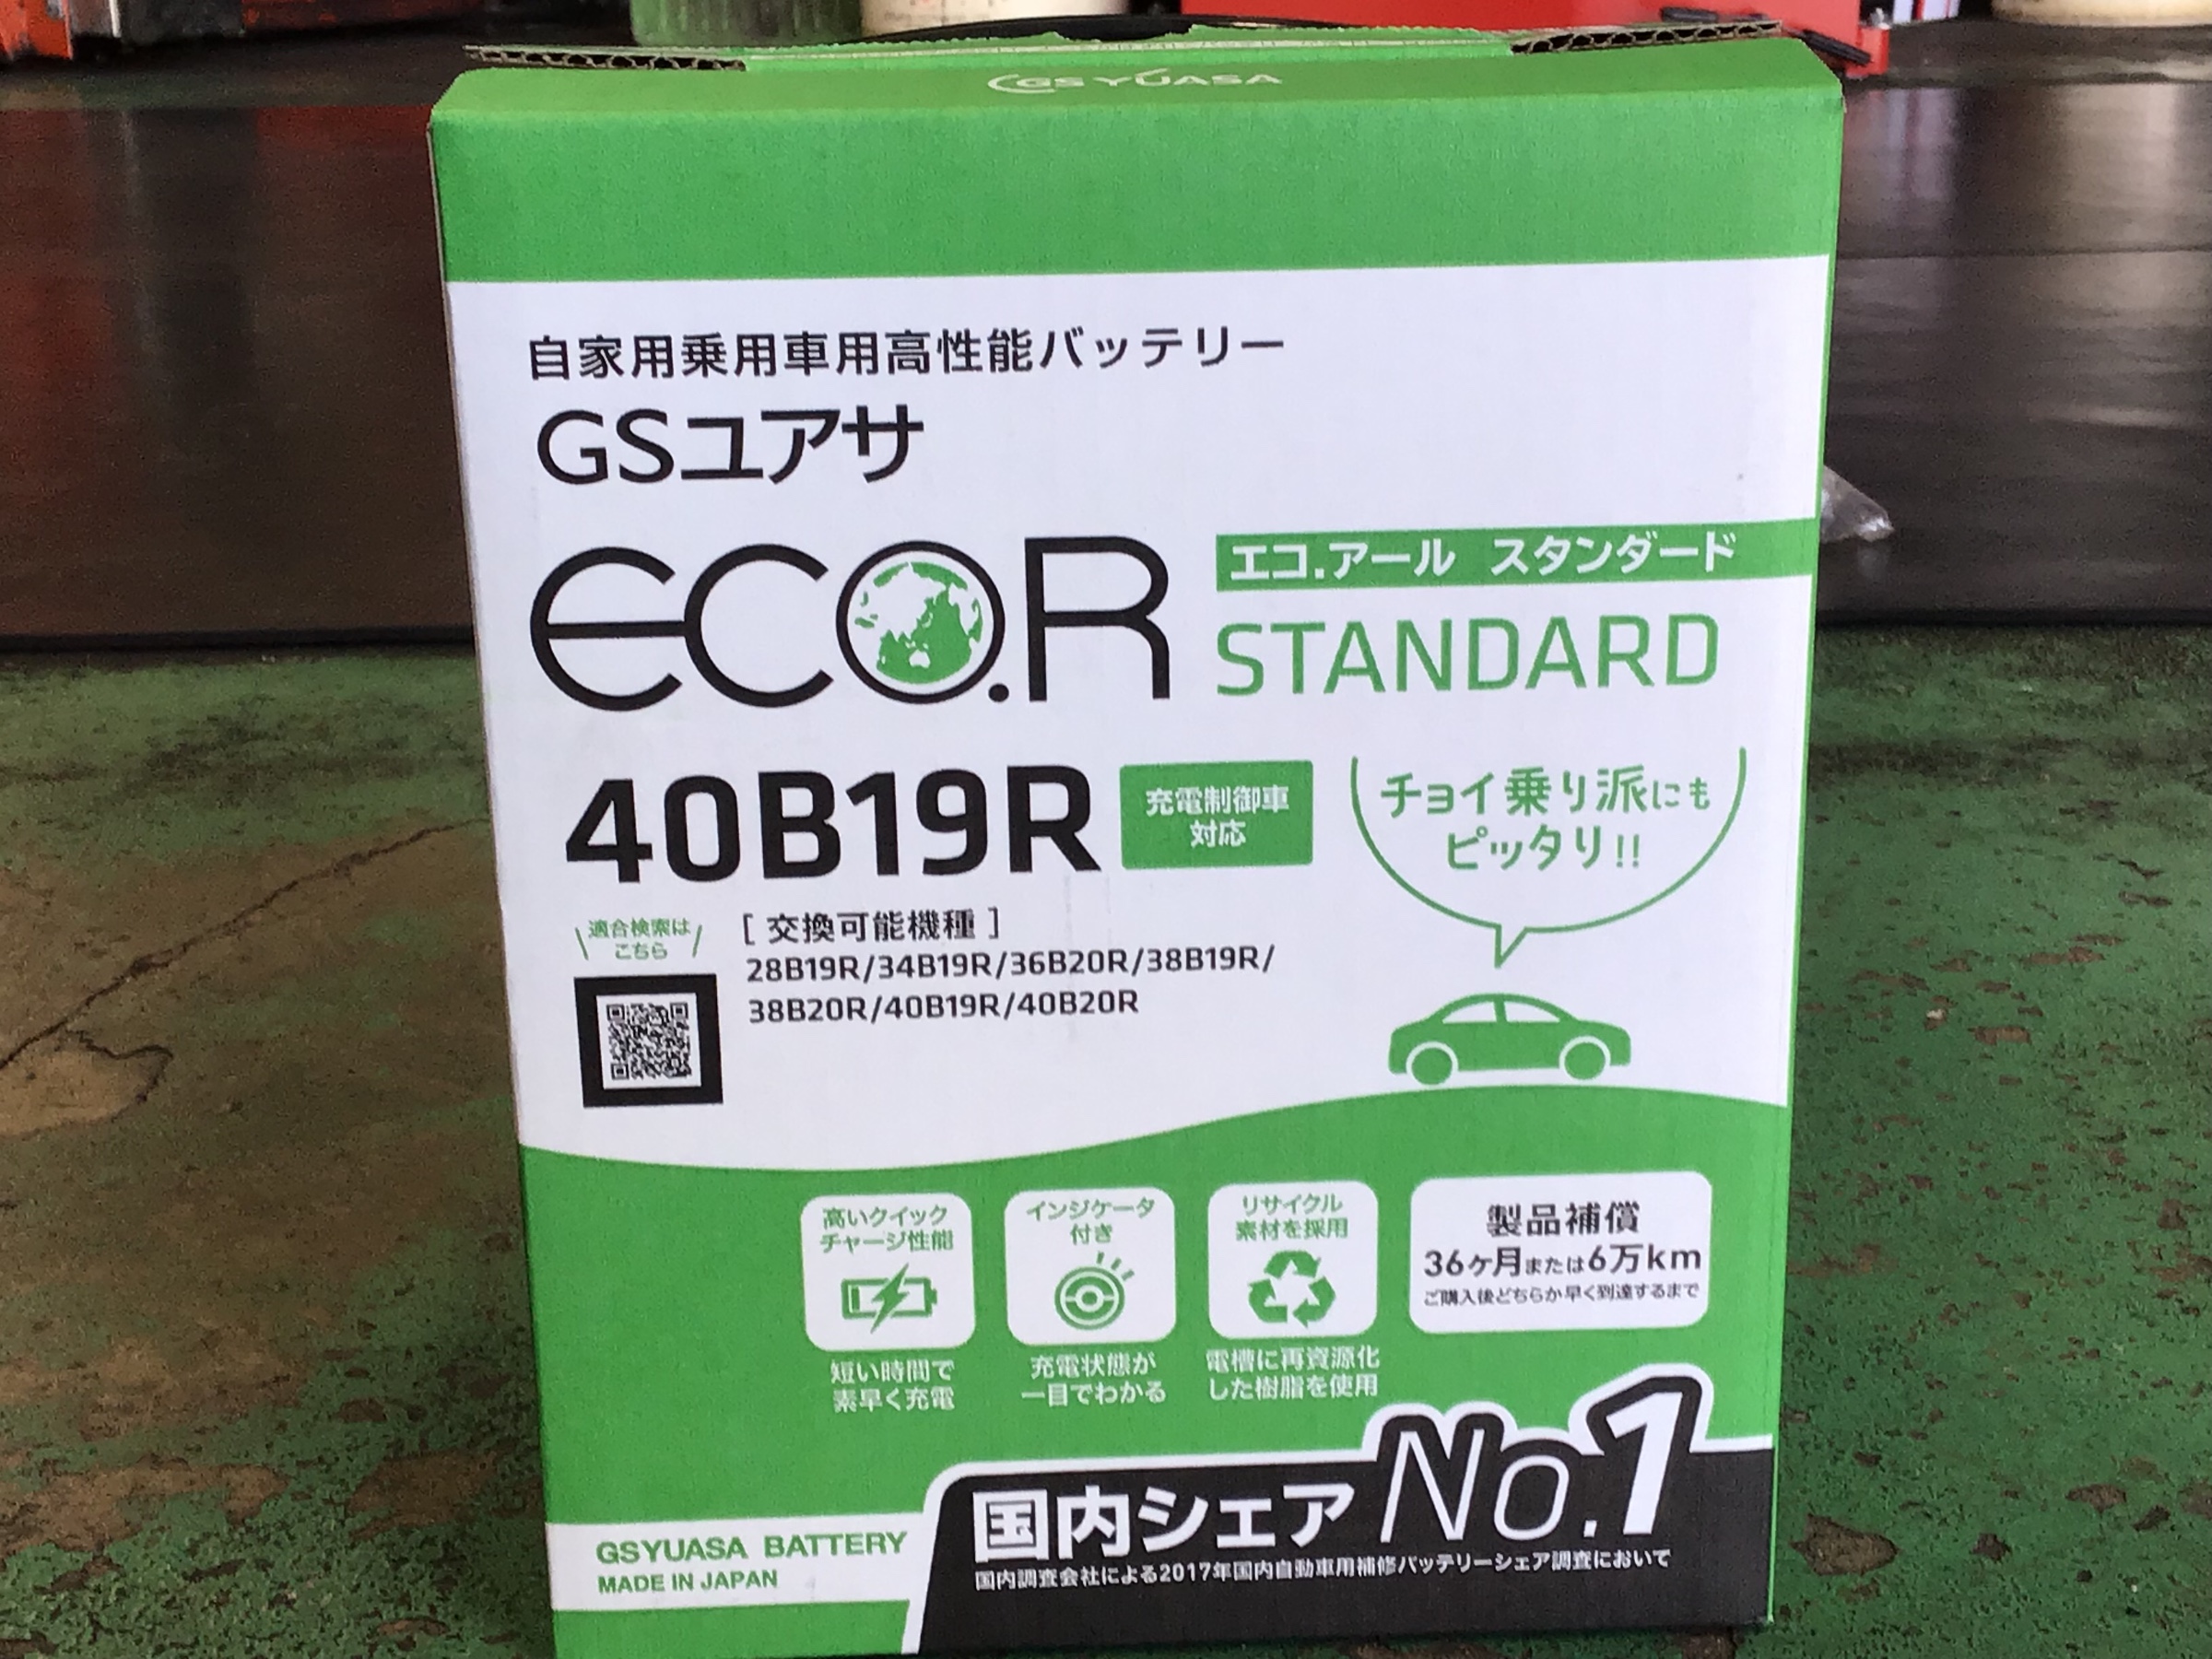 GS YUASA
自家用乗用車用高性能バッテリー
GSユアサ
ECO.R
エコ.アール スタンダード
STANDARD
40B19R
充電制御車
対応
チョイ乗り派にも
ピッタリ!!
適合検索は
こちら
[ 交換可能機種 ]
28B19R/34B19R/36B20R/38B19R/
38B20R/40B19R/40B20R
高いクイック
チャージ性能
短い時間で
素早く充電
インジケータ
付き
充電状態が
一目でわかる
リサイクル
素材を採用
電槽に再資源化
した樹脂を使用
製品補償
36ヶ月または6万km
ご購入後どちらか早く到達するまで
国内シェア No.1
国内調査会社による2017年国内自動車用補修バッテリーシェア調査において
GSYUASA BATTERY
MADE IN JAPAN